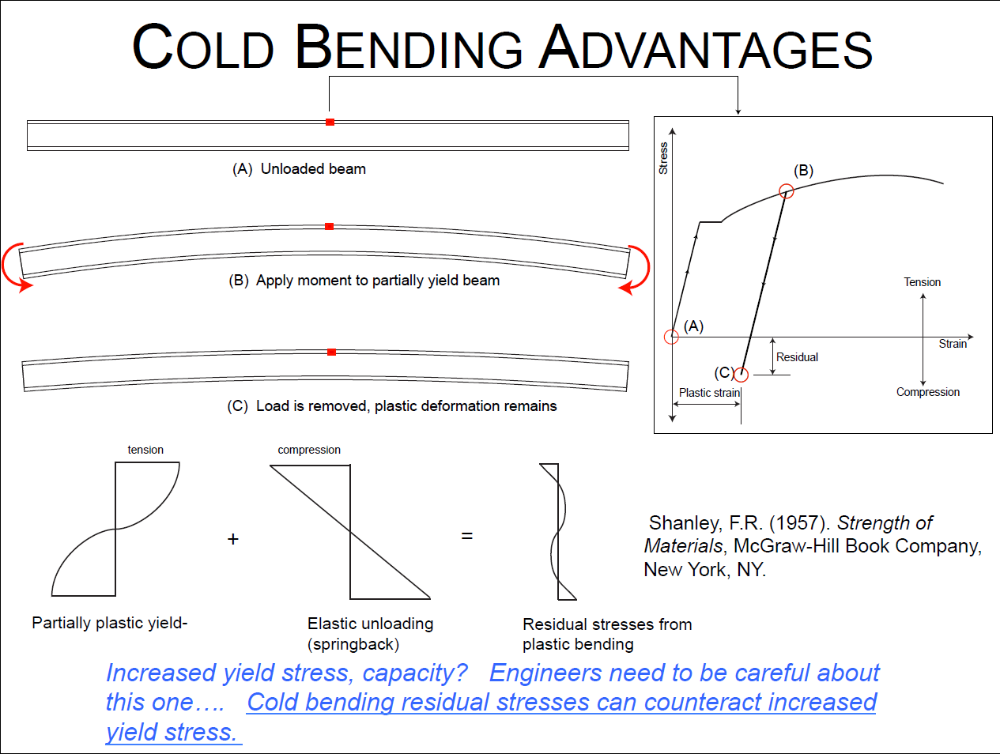 COLD BENDING ADVANTAGES
(A) Unloaded beam
(B) Apply moment to partially yield beam
(C) Load is removed, plastic deformation remains
Stress
(B)
(A)
Tension
Strain
Residual
(C)
Plastic strain
Compression
tension
compression
+
=
Partially plastic yield-
Elastic unloading
(springback)
Residual stresses from
plastic bending
Shanley, F.R. (1957). Strength of
Materials, McGraw-Hill Book Company,
New York, NY.
Increased yield stress, capacity? Engineers need to be careful about
this one…. Cold bending residual stresses can counteract increased
yield stress.